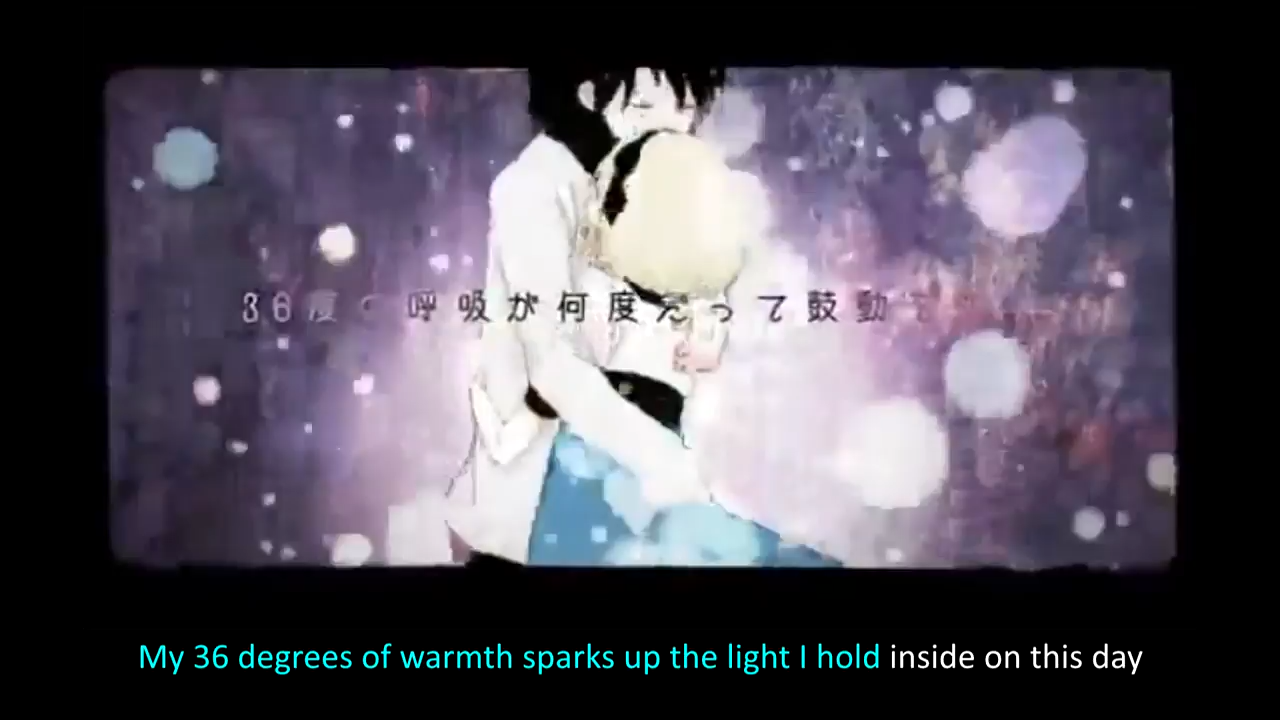 36度の呼吸が何度だって鼓動を
My 36 degrees of warmth sparks up the light I hold inside on this day